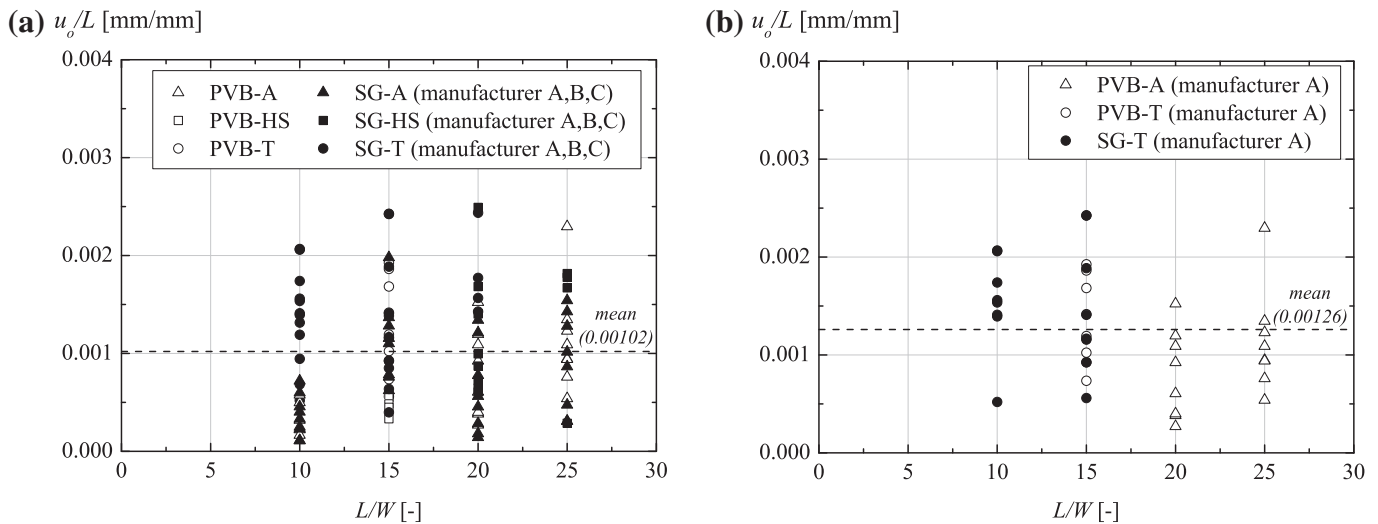 (a) u_o/L [mm/mm]
0.004
0.003
0.002
0.001
0.000
PVB-A
PVB-HS
PVB-T
SG-A (manufacturer A,B,C)
SG-HS (manufacturer A,B,C)
SG-T (manufacturer A,B,C)
mean
(0.00102)
0 5 10 15 20 25 30
L/W [-]
(b) u_o/L [mm/mm]
0.004
0.003
0.002
0.001
0.000
PVB-A (manufacturer A)
PVB-T (manufacturer A)
SG-T (manufacturer A)
mean
(0.00126)
0 5 10 15 20 25 30
L/W [-]